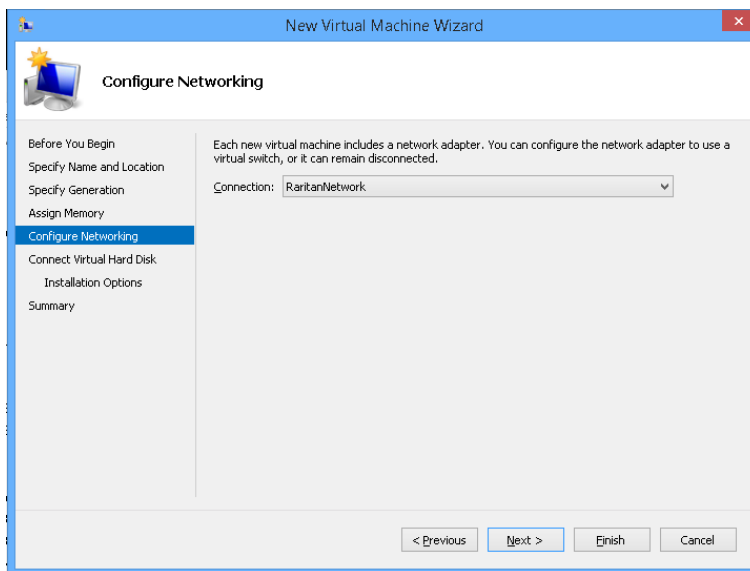 New Virtual Machine Wizard
Configure Networking
Before You Begin
Specify Name and Location
Specify Generation
Assign Memory
Configure Networking
Connect Virtual Hard Disk
Installation Options
Summary
Each new virtual machine includes a network adapter. You can configure the network adapter to use a
virtual switch, or it can remain disconnected.
Connection: RaritanNetwork
< Previous Next > Finish Cancel